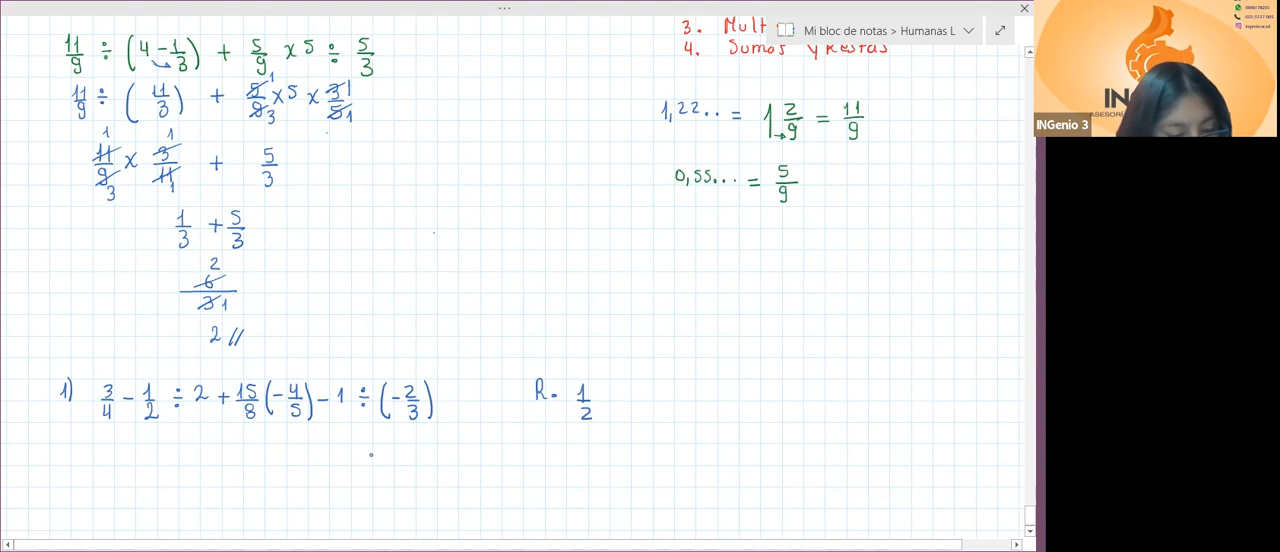 3. Mult
4. Sumas y Restas
Mi bloc de notas > Humanas L
11/9 ÷ (4 - 1/3) + 5/9 x 5 ÷ 5/3
11/9 ÷ (11/3) + 5/9 x 5 x 3/5
11/9 x 3/11 + 5/3
1/3 + 5/3
6/3
2 //
1,22.. = 1 2/9 = 11/9
0,55... = 5/9
1) 3/4 - 1/2 ÷ 2 + 15/8 (-4/5) - 1 ÷ (-2/3)
R. 1/2
INGenio 3